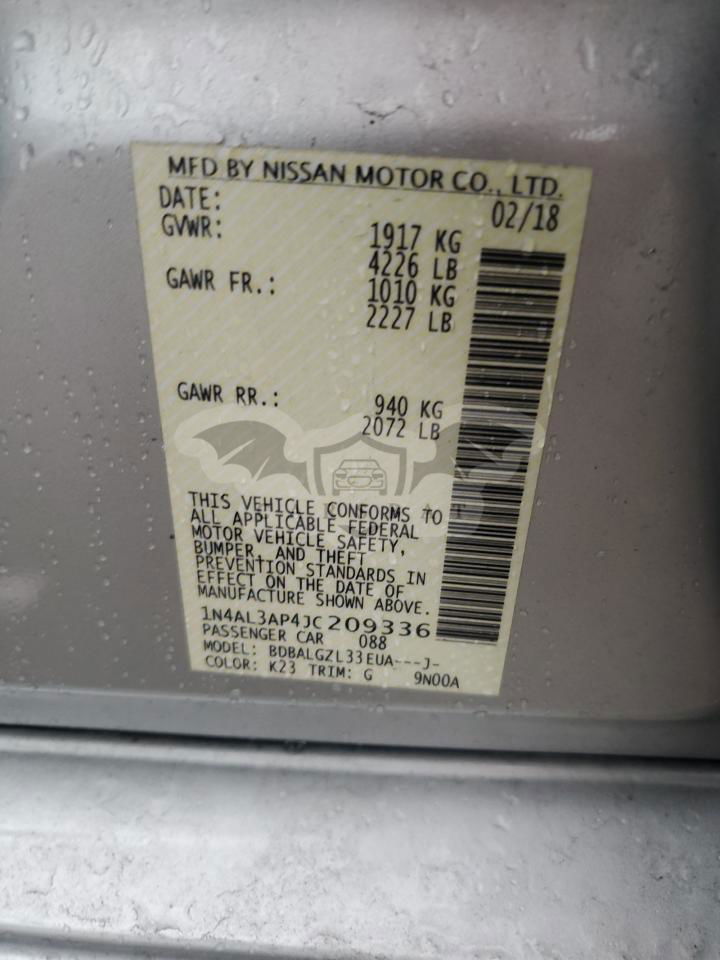 MFD BY NISSAN MOTOR CO., LTD.
DATE: 02/18
GVWR: 1917 KG
4226 LB
GAWR FR.: 1010 KG
2227 LB
GAWR RR.: 940 KG
2072 LB
THIS VEHICLE CONFORMS TO
ALL APPLICABLE FEDERAL
MOTOR VEHICLE SAFETY,
BUMPER, AND THEFT
PREVENTION STANDARDS IN
EFFECT ON THE DATE OF
MANUFACTURE SHOWN ABOVE.
1N4AL3AP4JC209336
PASSENGER CAR 088
MODEL: BDBALGZL33EUA---J-
COLOR: K23 TRIM: G 9N00A